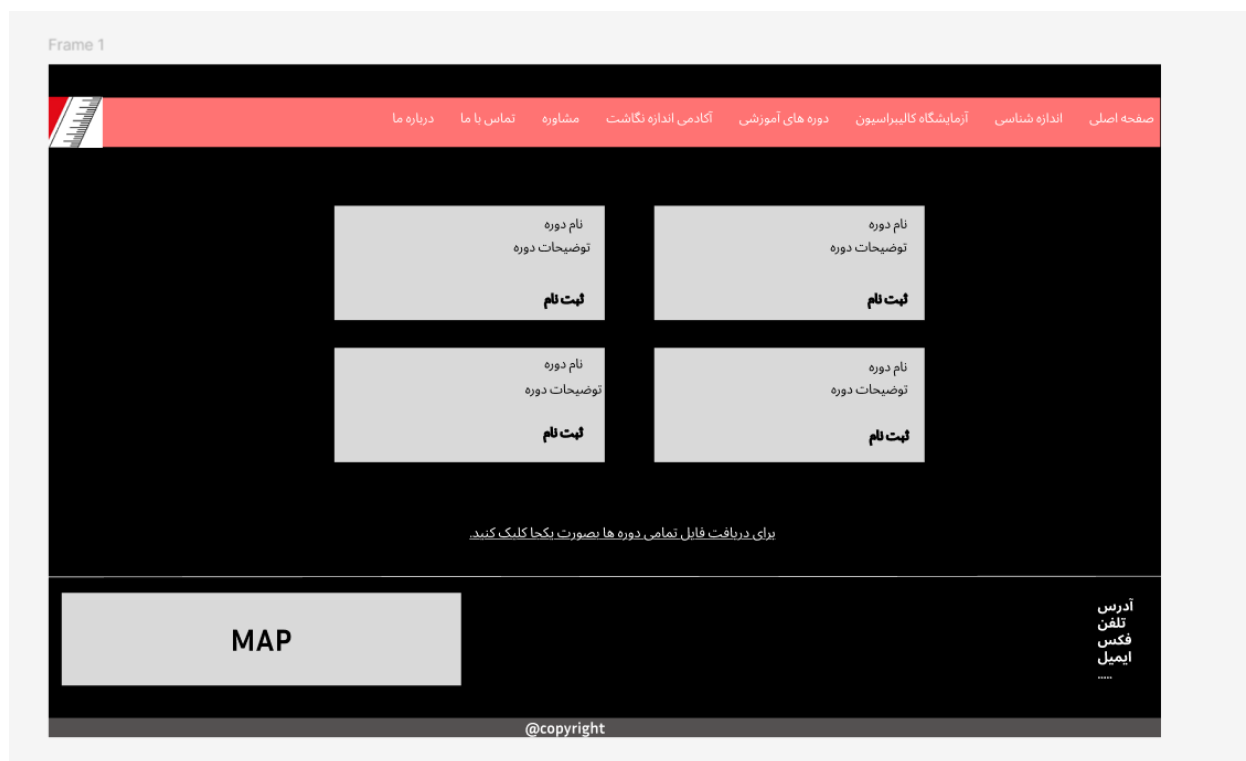 Frame 1
صفحه اصلی اندازه شناسی آزمایشگاه کالیبراسیون دوره های آموزشی آکادمی اندازه نگاشت مشاوره تماس با ما درباره ما
نام دوره
توضیحات دوره
ثبت نام
نام دوره
توضیحات دوره
ثبت نام
نام دوره
توضیحات دوره
ثبت نام
نام دوره
توضیحات دوره
ثبت نام
برای دریافت فایل تمامی دوره ها بصورت یکجا کلیک کنید.
آدرس
تلفن
فکس
ایمیل
.....
MAP
@copyright